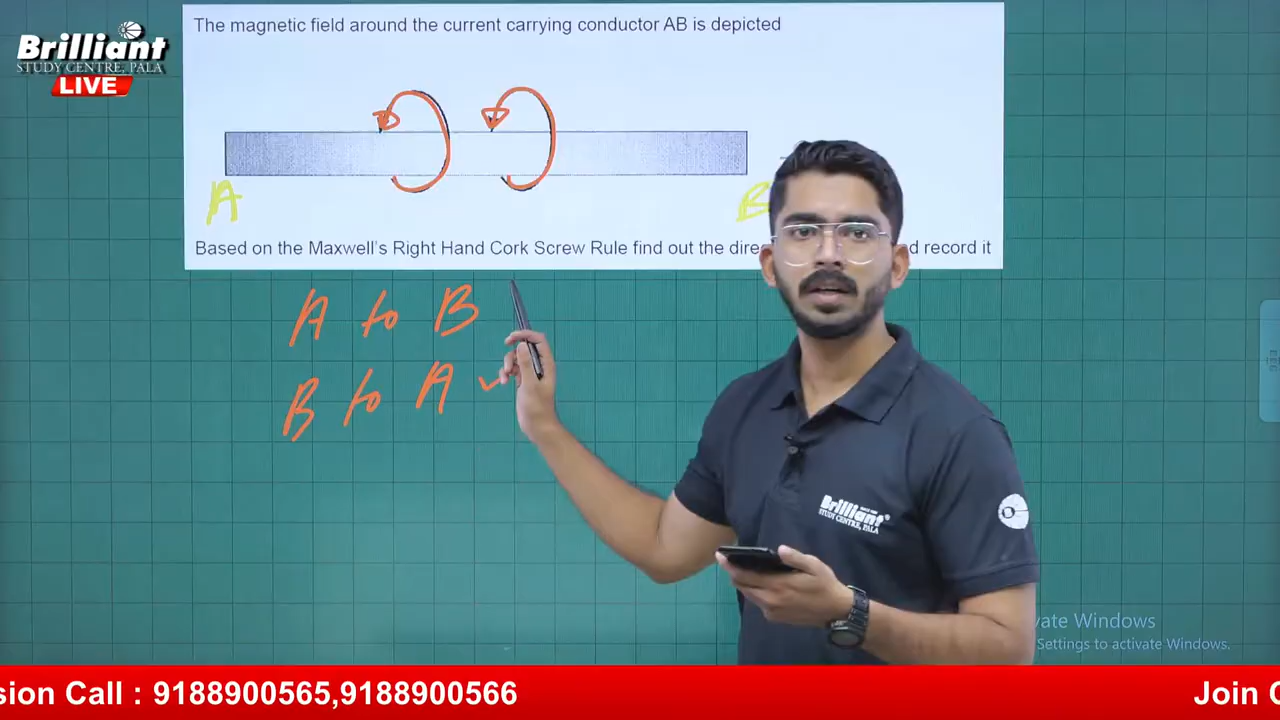 Brilliant
STUDY CENTRE, PALA
LIVE
The magnetic field around the current carrying conductor AB is depicted
A
B
Based on the Maxwell's Right Hand Cork Screw Rule find out the dire
d record it
A to B
B to A ✓
Brilliant
STUDY CENTRE, PALA
vate Windows
Settings to activate Windows.
sion Call : 9188900565,9188900566
Join C